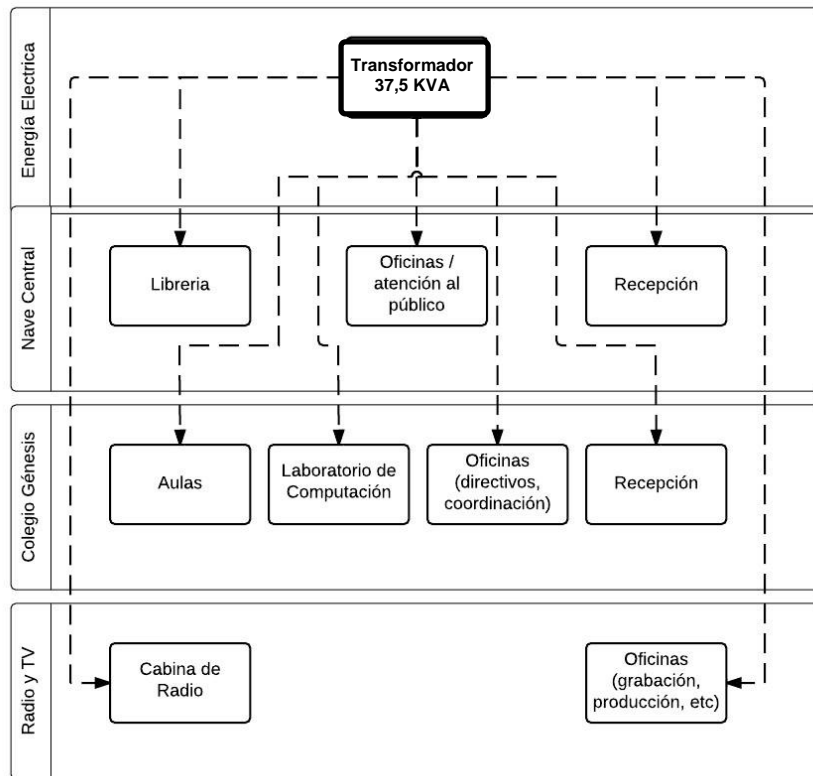 Energía Electrica
Transformador
37,5 KVA
Nave Central
Libreria
Oficinas /
atención al
público
Recepción
Colegio Génesis
Aulas
Laboratorio de
Computación
Oficinas
(directivos,
coordinación)
Recepción
Radio y TV
Cabina de
Radio
Oficinas
(grabación,
producción, etc)